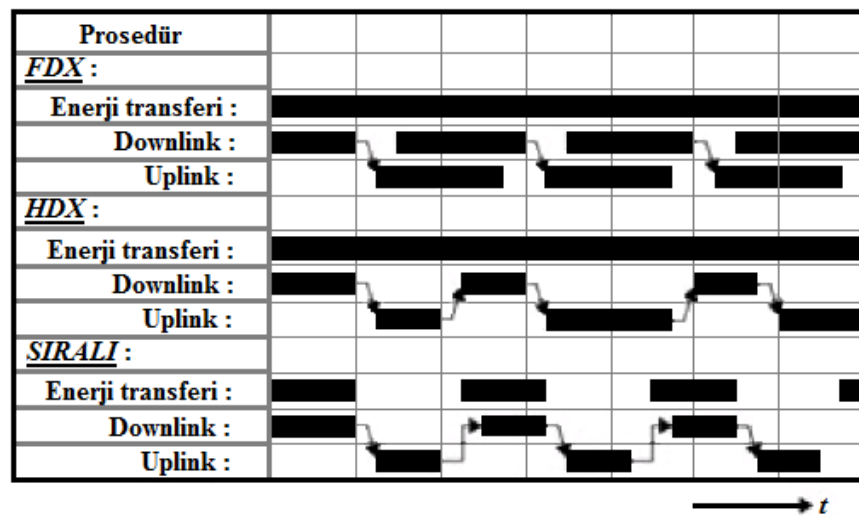 Prosedür
FDX :
Enerji transferi :
Downlink :
Uplink :
HDX :
Enerji transferi :
Downlink :
Uplink :
SIRALI :
Enerji transferi :
Downlink :
Uplink :
t